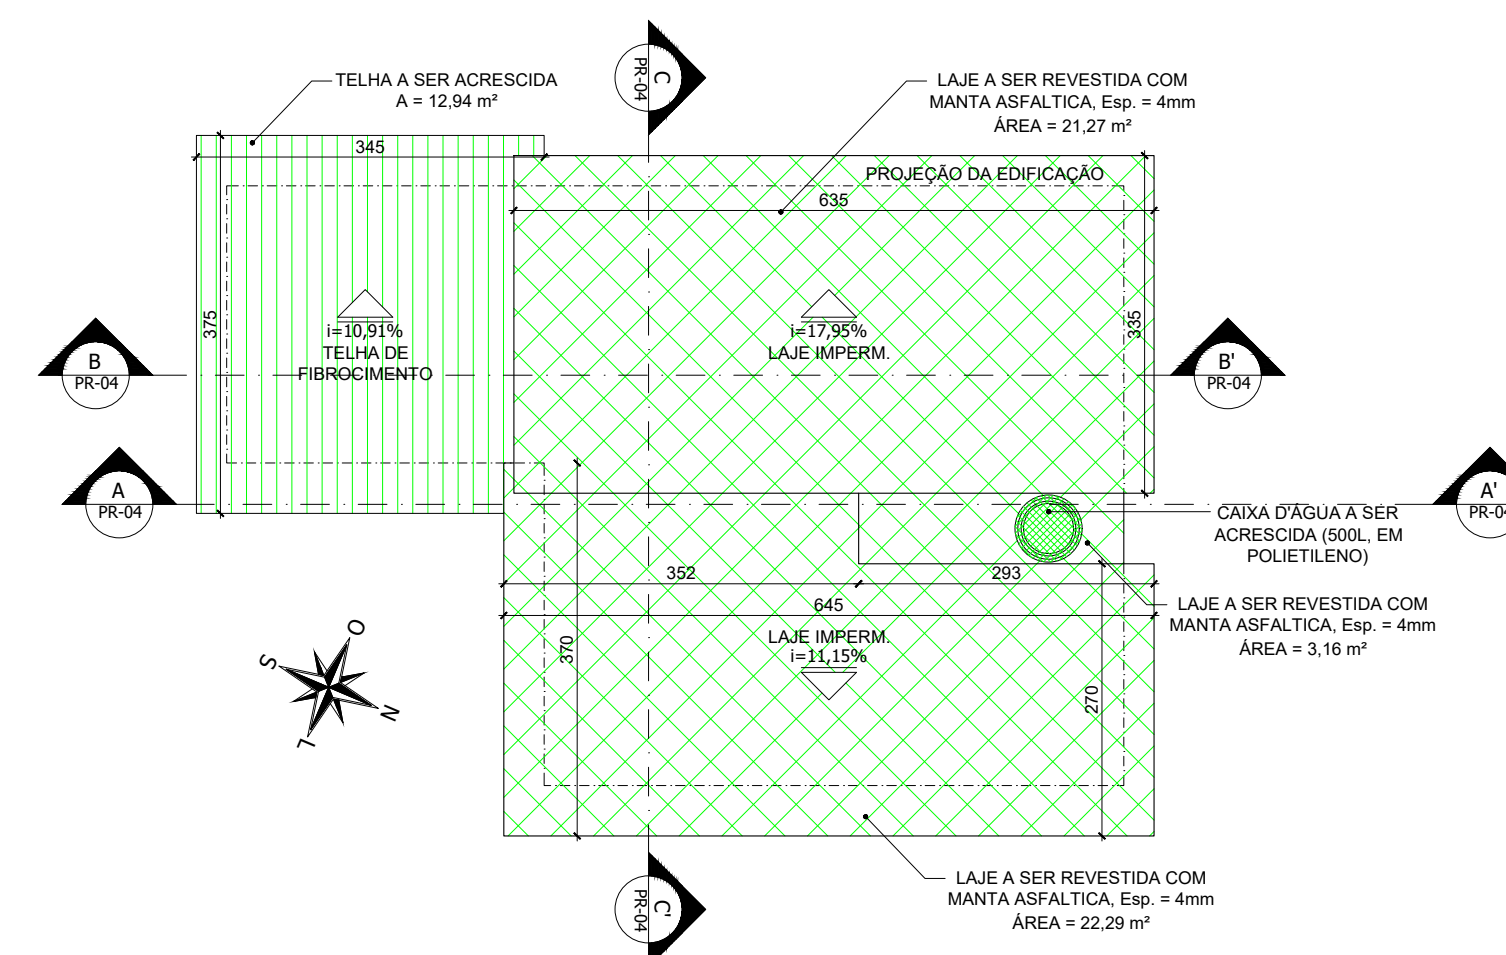 C
PR-04
TELHA A SER ACRESCIDA
A = 12,94 m²
LAJE A SER REVESTIDA COM
MANTA ASFALTICA, Esp. = 4mm
ÁREA = 21,27 m²
345
PROJEÇÃO DA EDIFICAÇÃO
635
375
335
i=10,91%
TELHA DE
FIBROCIMENTO
i=17,95%
LAJE IMPERM.
B
PR-04
B'
PR-04
A
PR-04
A'
PR-04
CAIXA D'ÁGUA A SER
ACRESCIDA (500L, EM
POLIETILENO)
352
293
645
LAJE A SER REVESTIDA COM
MANTA ASFALTICA, Esp. = 4mm
ÁREA = 3,16 m²
LAJE IMPERM.
i=11,15%
370
270
O
S
N
L
LAJE A SER REVESTIDA COM
MANTA ASFALTICA, Esp. = 4mm
ÁREA = 22,29 m²
C'
PR-04